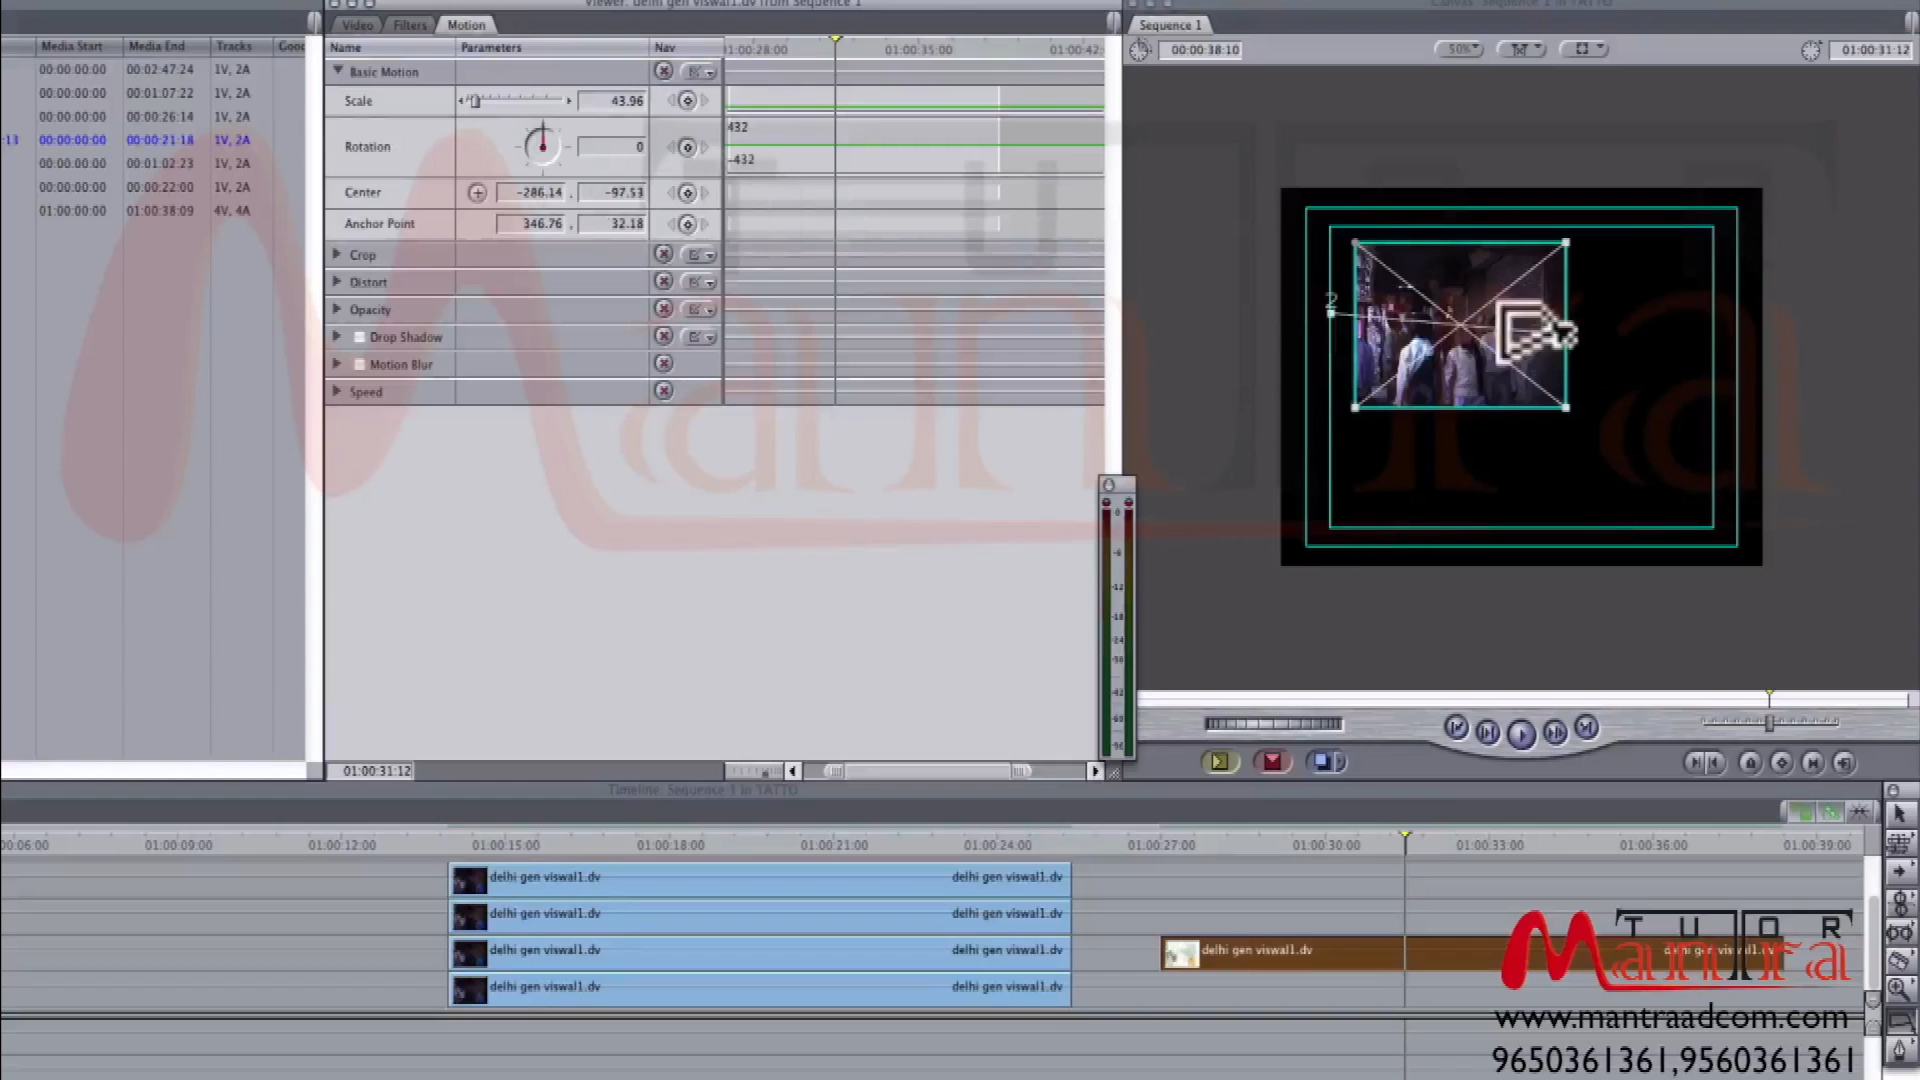 Viewer: delhi gen viswal1.dv from Sequence 1
Canvas: Sequence 1 in TATTO
Video Filters Motion
Sequence 1
Media Start Media End Tracks
Name Parameters Nav
01:00:28:00 01:00:35:00 01:00:42:
00:00:38:10 50% 01:00:31:12
00:00:00:00 00:02:47:24 1V, 2A
00:00:00:00 00:01:07:22 1V, 2A
00:00:00:00 00:00:26:14 1V, 2A
:13 00:00:00:00 00:00:21:18 1V, 2A
00:00:00:00 00:01:02:23 1V, 2A
00:00:00:00 00:00:22:00 1V, 2A
01:00:00:00 01:00:38:09 4V, 4A
Basic Motion
Scale 43.96
Rotation 0
432
-432
Center -286.14 , -97.53
Anchor Point 346.76 , 32.18
Crop
Distort
Opacity
Drop Shadow
Motion Blur
Speed
2
0
-6
-12
-18
-24
01:00:31:12
Timeline: Sequence 1 in TATTO
00:06:00 01:00:09:00 01:00:12:00 01:00:15:00 01:00:18:00 01:00:21:00 01:00:24:00 01:00:27:00 01:00:30:00 01:00:33:00 01:00:36:00 01:00:39:00
delhi gen viswal1.dv delhi gen viswal1.dv
delhi gen viswal1.dv delhi gen viswal1.dv
delhi gen viswal1.dv delhi gen viswal1.dv
delhi gen viswal1.dv delhi gen viswal1.dv
delhi gen viswal1.dv delhi gen viswal1.dv
TUTOR
Mantra
www.mantraadcom.com
9650361361,9560361361